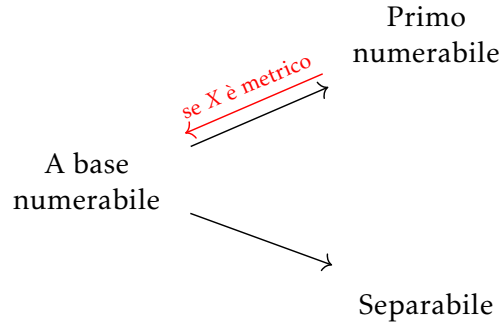 Primo
numerabile
se X è metrico
A base
numerabile
Separabile